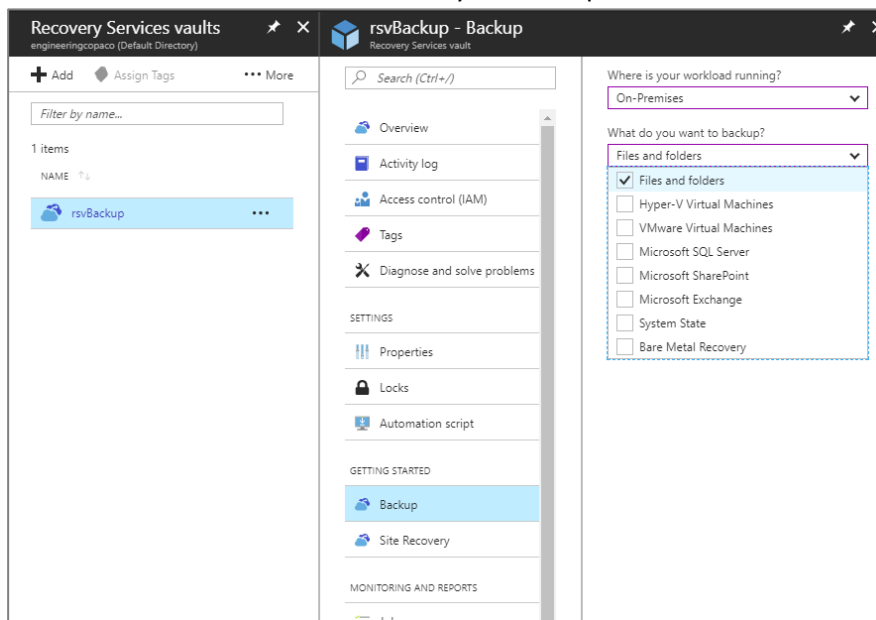 Recovery Services vaults
engineeringcopaco (Default Directory)
Add Assign Tags More
Filter by name...
1 items
NAME
rsvBackup
rsvBackup - Backup
Recovery Services vault
Search (Ctrl+/)
Overview
Activity log
Access control (IAM)
Tags
Diagnose and solve problems
SETTINGS
Properties
Locks
Automation script
GETTING STARTED
Backup
Site Recovery
MONITORING AND REPORTS
Where is your workload running?
On-Premises
What do you want to backup?
Files and folders
Files and folders
Hyper-V Virtual Machines
VMware Virtual Machines
Microsoft SQL Server
Microsoft SharePoint
Microsoft Exchange
System State
Bare Metal Recovery